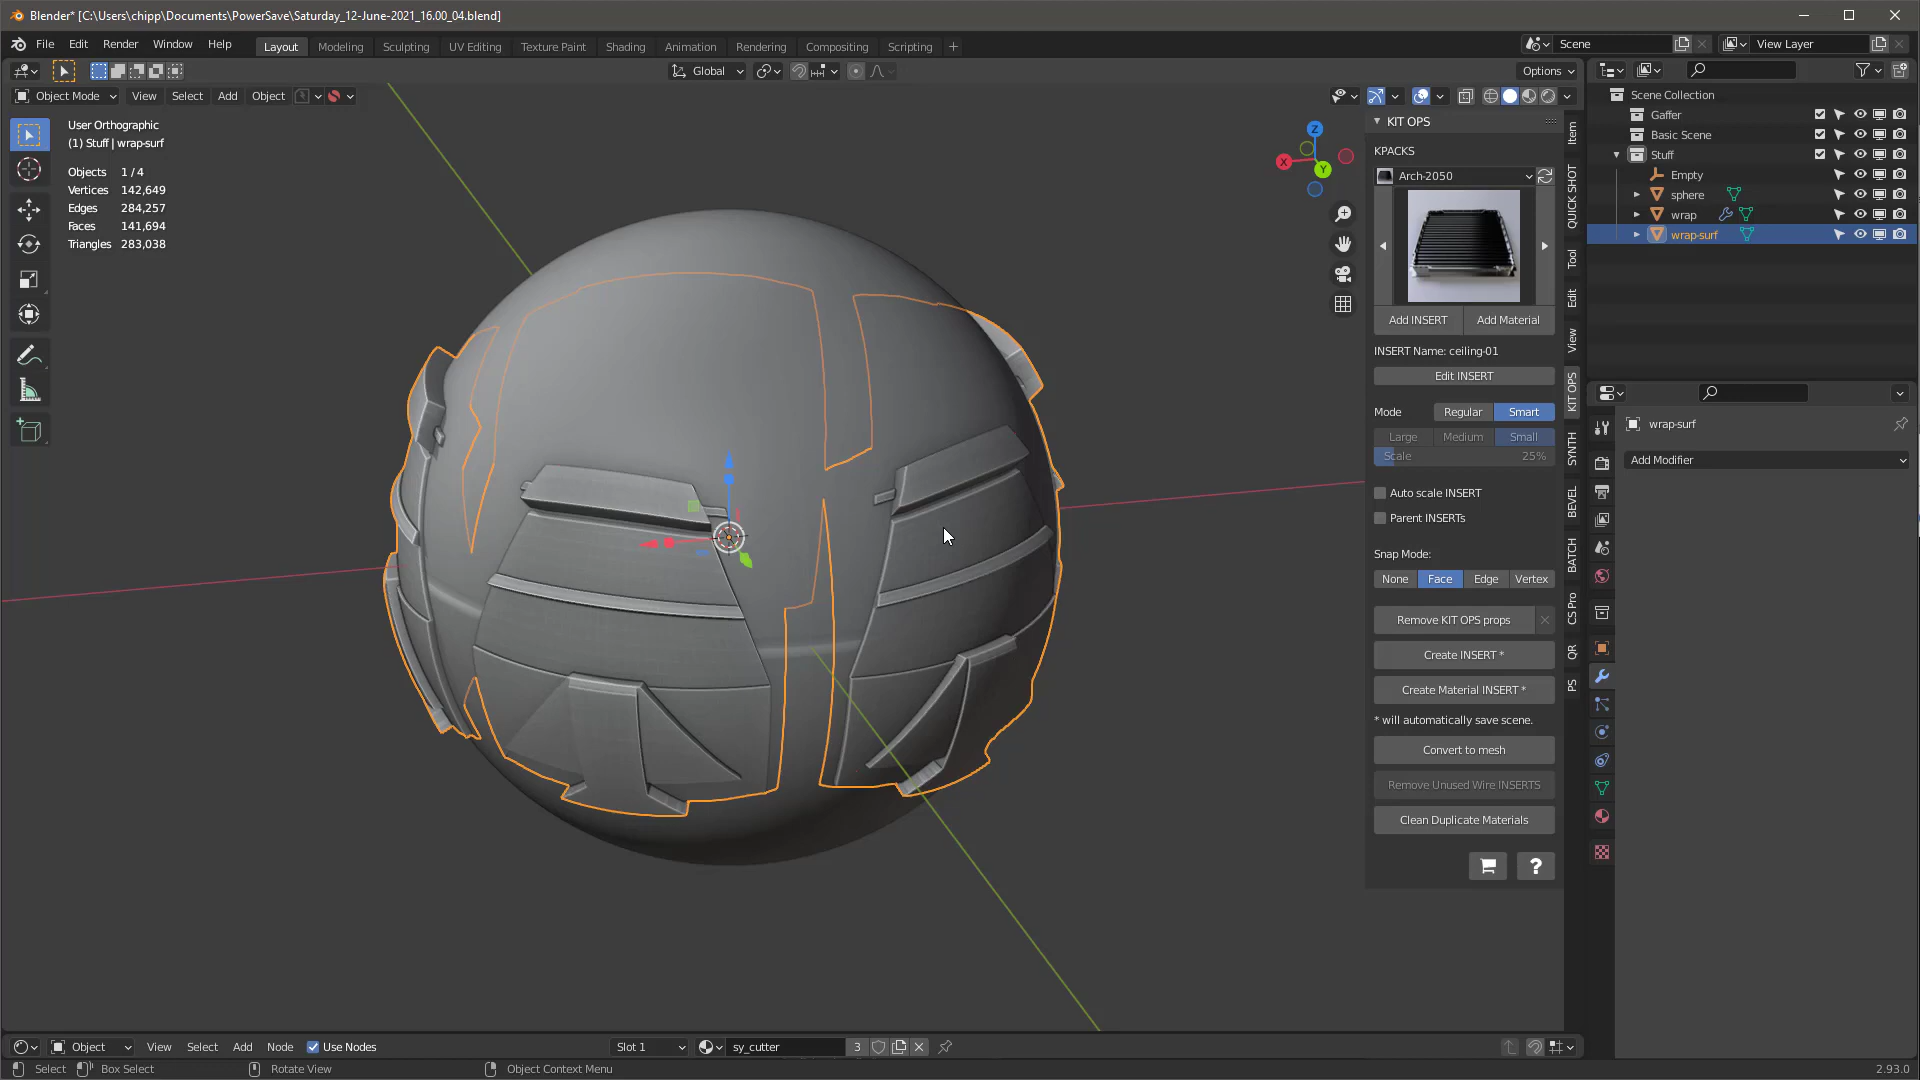 Blender* [C:\Users\chipp\Documents\PowerSave\Saturday_12-June-2021_16.00_04.blend]
File Edit Render Window Help Layout Modeling Sculpting UV Editing Texture Paint Shading Animation Rendering Compositing Scripting + Scene View Layer
Global Options
Object Mode View Select Add Object
User Orthographic
(1) Stuff | wrap-surf
Objects 1 / 4
Vertices 142,649
Edges 284,257
Faces 141,694
Triangles 283,038
Z
X
Y
KIT OPS
KPACKS
Arch-2050
Add INSERT Add Material
INSERT Name: ceiling-01
Edit INSERT
Mode Regular Smart
Large Medium Small
Scale 25%
Auto scale INSERT
Parent INSERTs
Snap Mode:
None Face Edge Vertex
Remove KIT OPS props
Create INSERT *
Create Material INSERT *
* will automatically save scene.
Convert to mesh
Remove Unused Wire INSERTS
Clean Duplicate Materials
?
Item
QUICK SHOT
Tool
Edit
View
KIT OPS
SYNTH
BEVEL
BATCH
CS Pro
QR
PS
Scene Collection
Gaffer
Basic Scene
Stuff
Empty
sphere
wrap
wrap-surf
wrap-surf
Add Modifier
Object View Select Add Node Use Nodes Slot 1 sy_cutter 3
Select Box Select Rotate View Object Context Menu 2.93.0